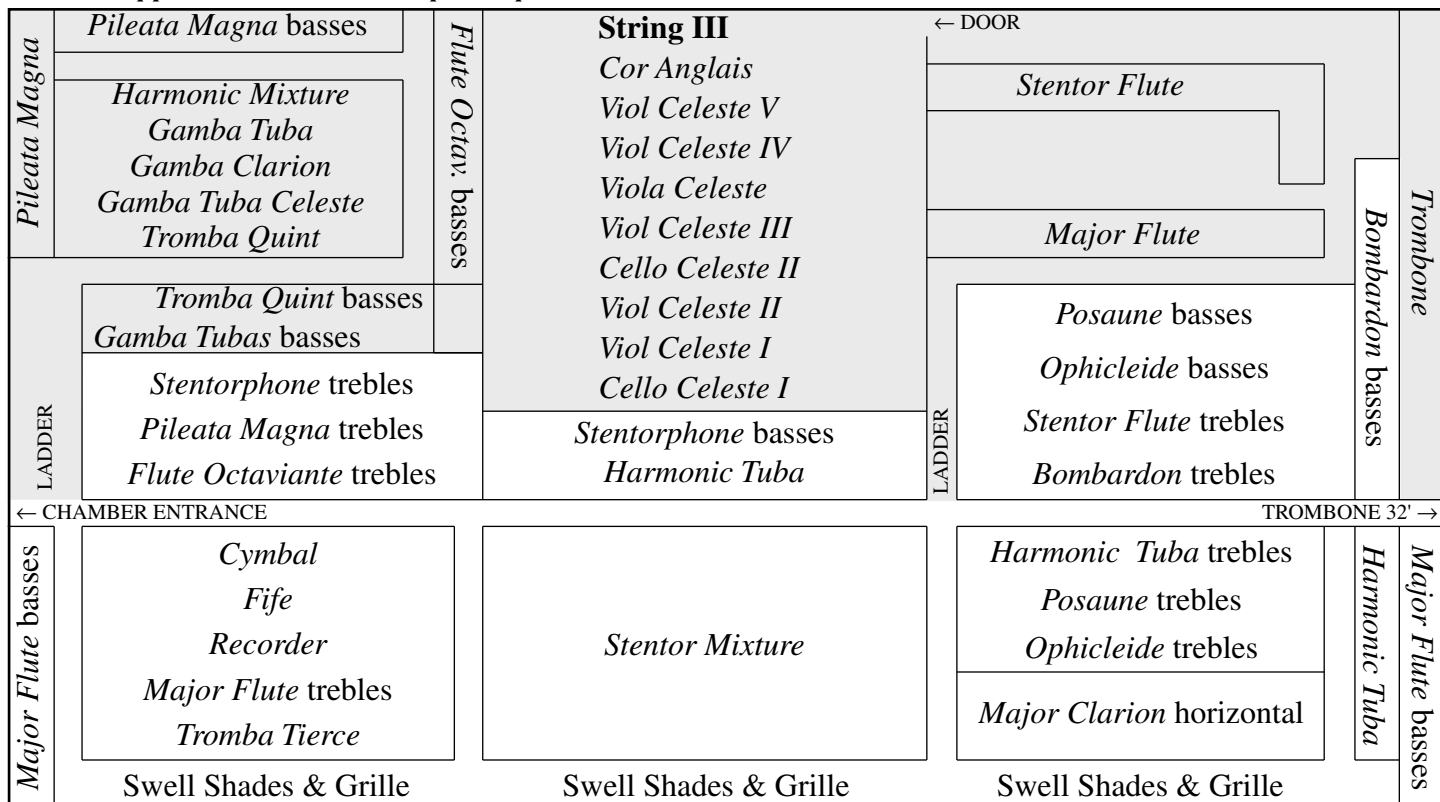 Pileata Magna
Pileata Magna basses
Harmonic Mixture
Gamba Tuba
Gamba Clarion
Gamba Tuba Celeste
Tromba Quint
Flute Octav. basses
Tromba Quint basses
Gamba Tubas basses
Stentorphone trebles
Pileata Magna trebles
Flute Octaviante trebles
LADDER
String III
Cor Anglais
Viol Celeste V
Viol Celeste IV
Viola Celeste
Viol Celeste III
Cello Celeste II
Viol Celeste II
Viol Celeste I
Cello Celeste I
Stentorphone basses
Harmonic Tuba
← DOOR
Stentor Flute
Major Flute
Posaune basses
Ophicleide basses
Stentor Flute trebles
Bombardon trebles
LADDER
Bombardon basses
Trombone
← CHAMBER ENTRANCE
TROMBONE 32' →
Major Flute basses
Cymbal
Fife
Recorder
Major Flute trebles
Tromba Tierce
Swell Shades & Grille
Stentor Mixture
Swell Shades & Grille
Harmonic Tuba trebles
Posaune trebles
Ophicleide trebles
Major Clarion horizontal
Swell Shades & Grille
Harmonic Tuba
Major Flute basses